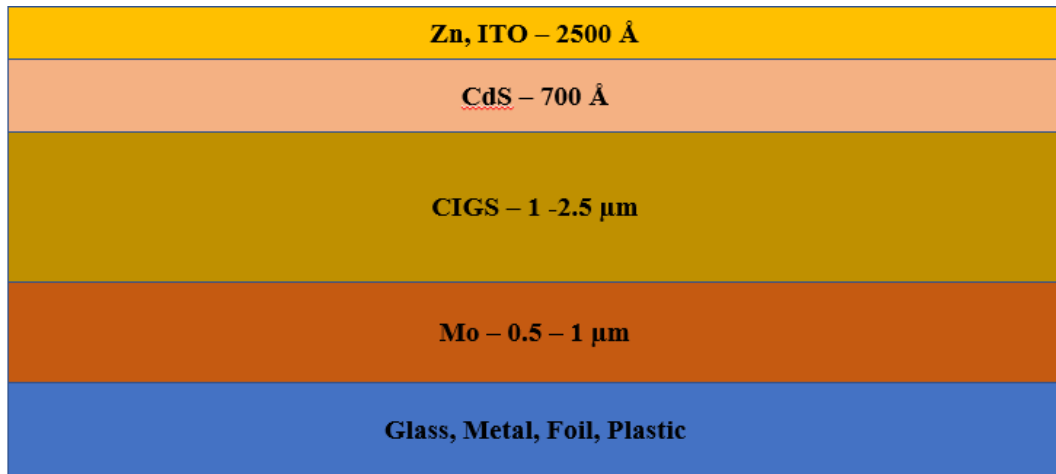 Zn, ITO – 2500 Å
CdS – 700 Å
CIGS – 1 -2.5 μm
Mo – 0.5 – 1 μm
Glass, Metal, Foil, Plastic